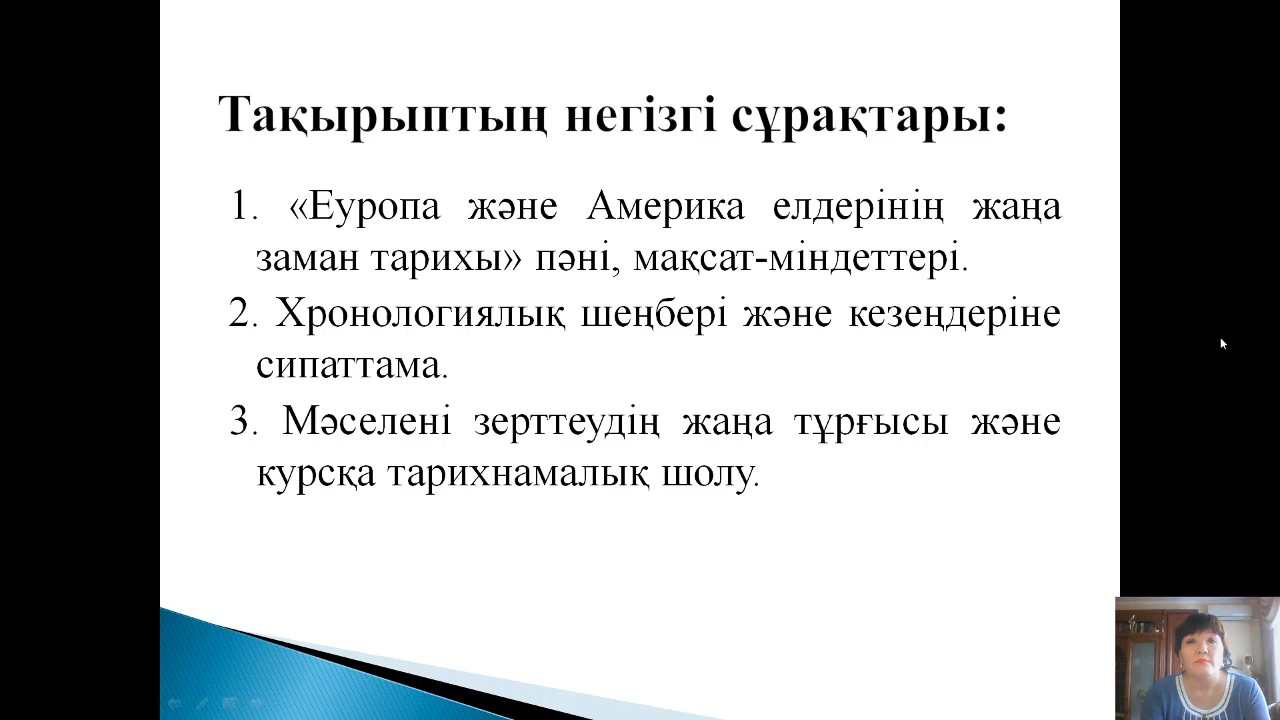 Тақырыптың негізгі сұрақтары:
1. «Еуропа және Америка елдерінің жаңа
заман тарихы» пәні, мақсат-міндеттері.
2. Хронологиялық шеңбері және кезеңдеріне
сипаттама.
3. Мәселені зерттеудің жаңа тұрғысы және
курсқа тарихнамалық шолу.